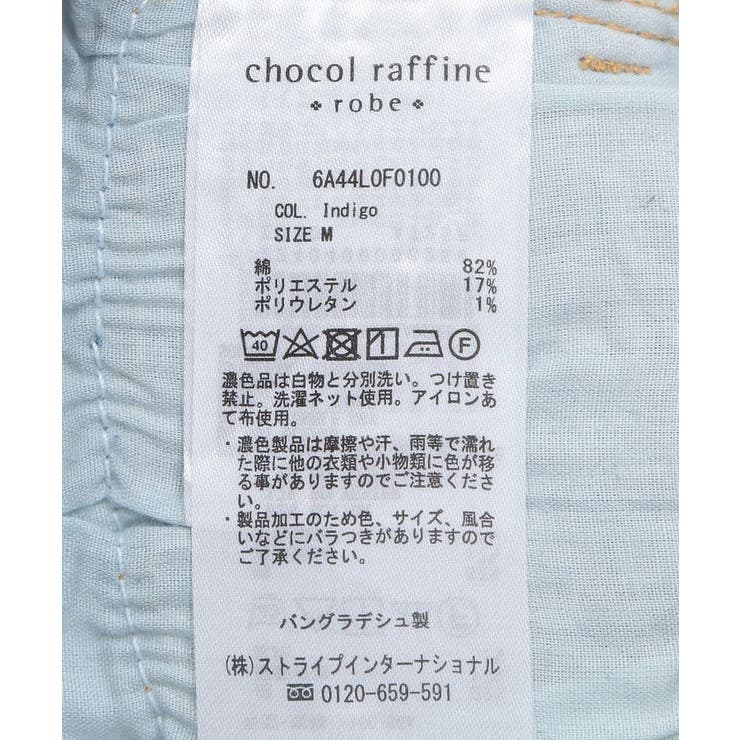 chocol raffine
robe
NO. 6A44L0F0100
COL. Indigo
SIZE M
綿 82%
ポリエステル 17%
ポリウレタン 1%
40 F
濃色品は白物と分別洗い。つけ置き
禁止。洗濯ネット使用。アイロンあ
て布使用。
・濃色製品は摩擦や汗、雨等で濡れ
た際に他の衣類や小物類に色が移
る事がありますのでご注意くださ
い。
・製品加工のため色、サイズ、風合
いなどにバラつきがありますので
ご了承ください。
バングラデシュ製
(株)ストライプインターナショナル
0120-659-591